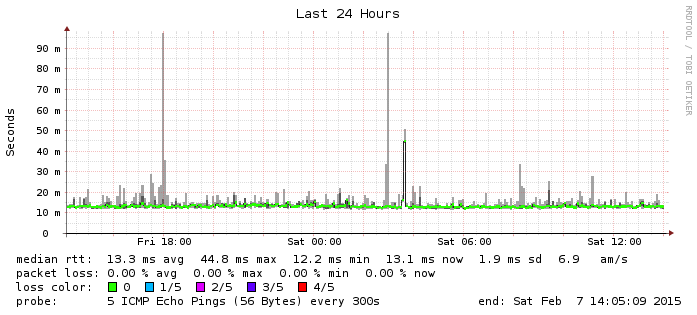 Last 24 Hours
RRDTOOL / TOBI OETIKER
Seconds
90 m
80 m
70 m
60 m
50 m
40 m
30 m
20 m
10 m
0
Fri 18:00 Sat 00:00 Sat 06:00 Sat 12:00
median rtt: 13.3 ms avg 44.8 ms max 12.2 ms min 13.1 ms now 1.9 ms sd 6.9 am/s
packet loss: 0.00 % avg 0.00 % max 0.00 % min 0.00 % now
loss color: 0 1/5 2/5 3/5 4/5
probe: 5 ICMP Echo Pings (56 Bytes) every 300s end: Sat Feb 7 14:05:09 2015